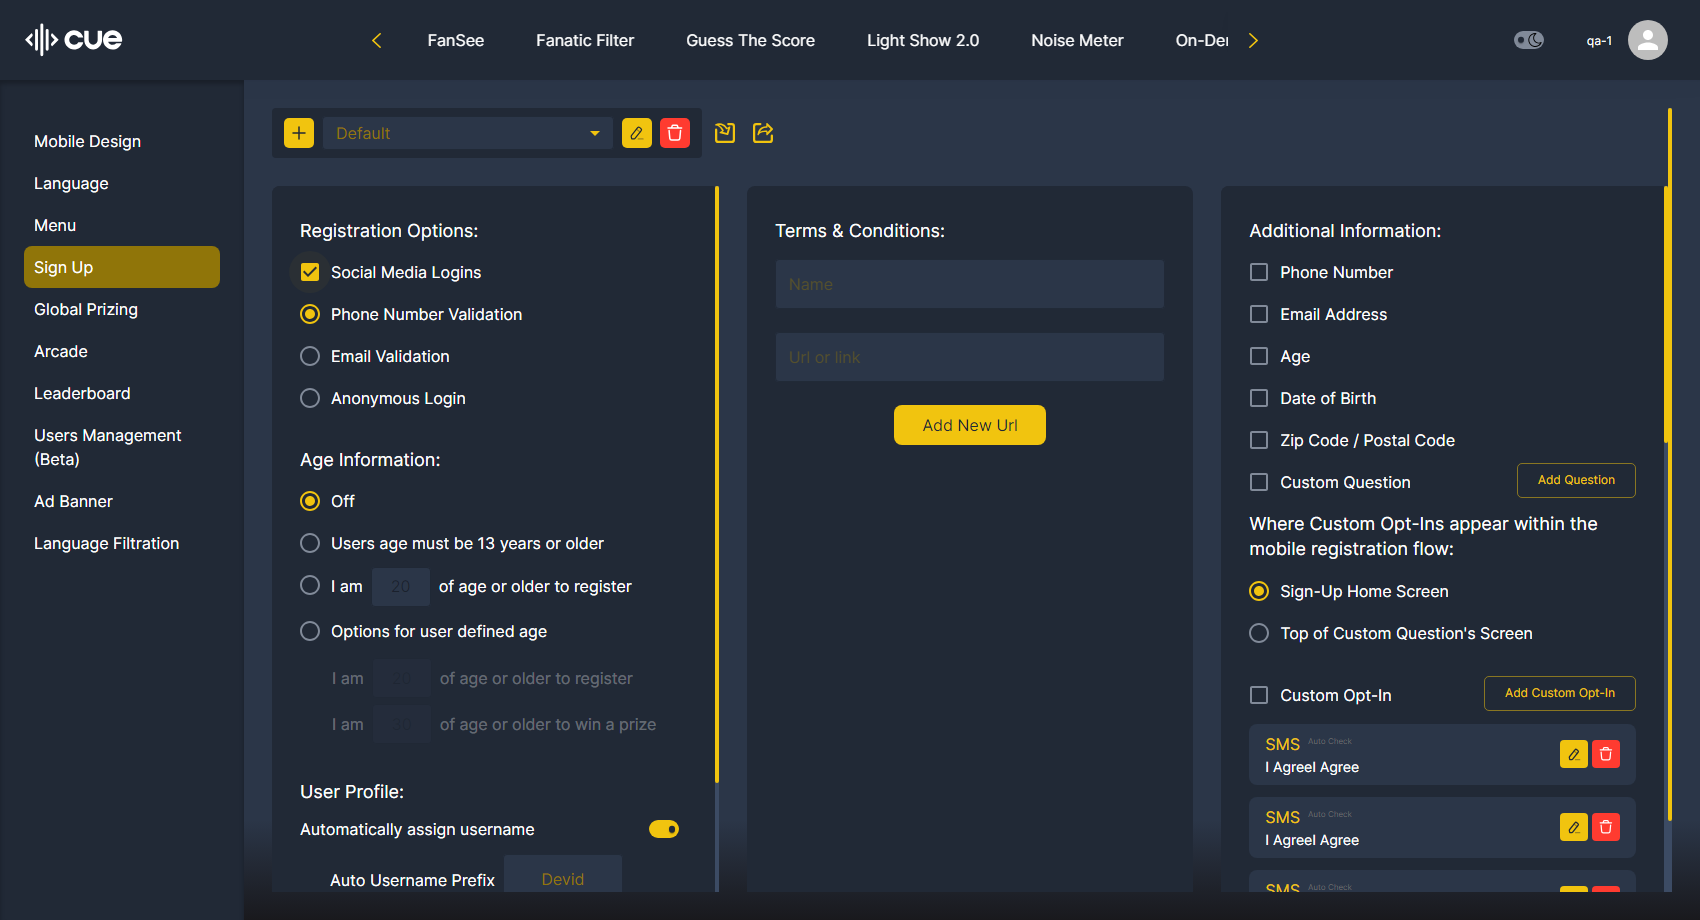 cue
FanSee
Fanatic Filter
Guess The Score
Light Show 2.0
Noise Meter
On-Der
qa-1
Mobile Design
Language
Menu
Sign Up
Global Prizing
Arcade
Leaderboard
Users Management
(Beta)
Ad Banner
Language Filtration
Default
Registration Options:
Social Media Logins
Phone Number Validation
Email Validation
Anonymous Login
Age Information:
Off
Users age must be 13 years or older
I am 20 of age or older to register
Options for user defined age
I am 20 of age or older to register
I am 30 of age or older to win a prize
User Profile:
Automatically assign username
Auto Username Prefix Devid
Terms & Conditions:
Name
Url or link
Add New Url
Additional Information:
Phone Number
Email Address
Age
Date of Birth
Zip Code / Postal Code
Custom Question Add Question
Where Custom Opt-Ins appear within the
mobile registration flow:
Sign-Up Home Screen
Top of Custom Question's Screen
Custom Opt-In Add Custom Opt-In
SMS Auto Check
I AgreeI Agree
SMS Auto Check
I AgreeI Agree
SMS Auto Check